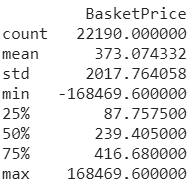 BasketPrice
count 22190.000000
mean 373.074332
std 2017.764058
min -168469.600000
25% 87.757500
50% 239.405000
75% 416.680000
max 168469.600000